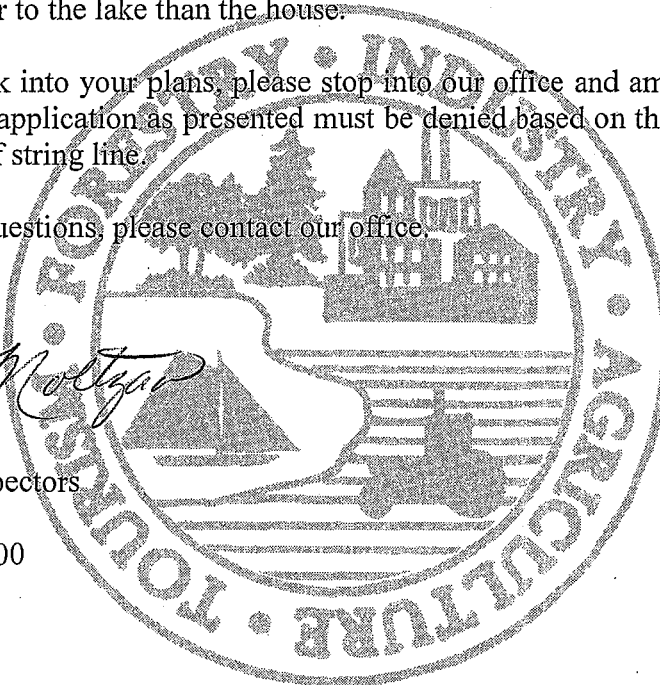 r to the lake than the house.
k into your plans, please stop into our office and am
application as presented must be denied based on th
f string line.
uestions, please contact our office.
Moltzan
pectors
00
FORESTRY • INDUSTRY • AGRICULTURE • TOURISM •